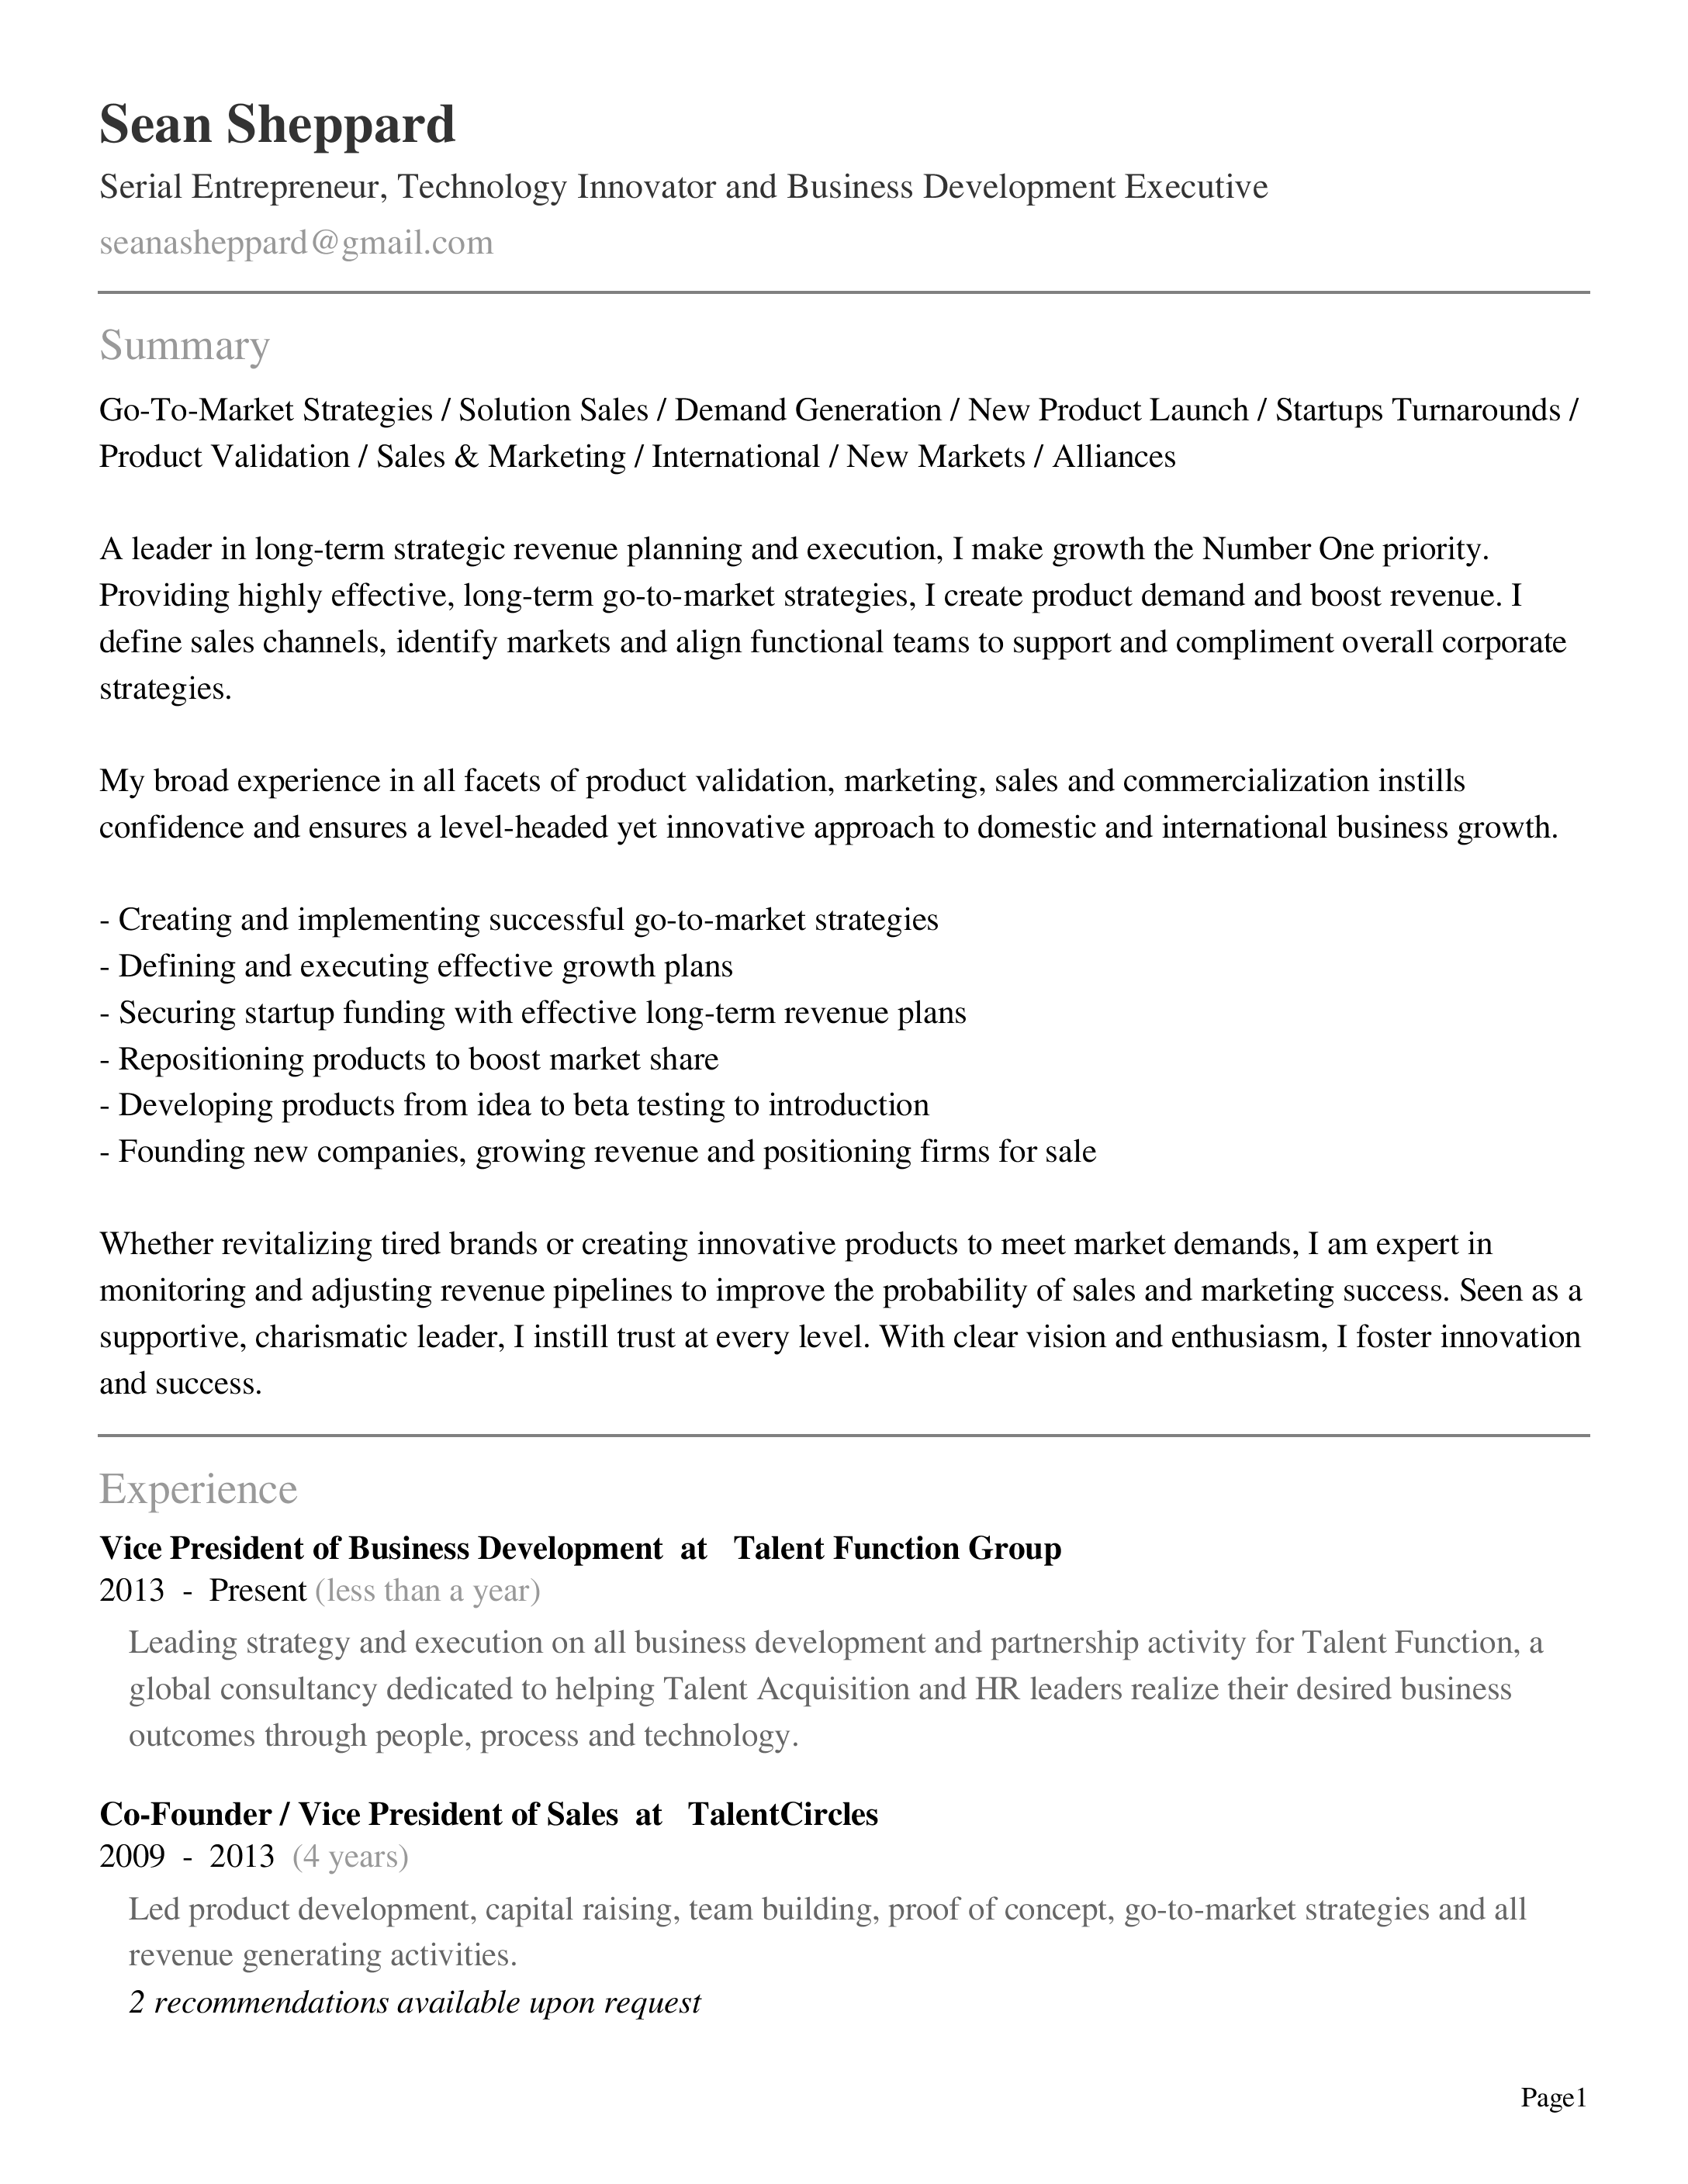 Sean Sheppard
Serial Entrepreneur, Technology Innovator and Business Development Executive
seanasheppard@gmail.com
Summary
Go-To-Market Strategies / Solution Sales / Demand Generation / New Product Launch / Startups Turnarounds /
Product Validation / Sales & Marketing / International / New Markets / Alliances
A leader in long-term strategic revenue planning and execution, I make growth the Number One priority.
Providing highly effective, long-term go-to-market strategies, I create product demand and boost revenue. I
define sales channels, identify markets and align functional teams to support and compliment overall corporate
strategies.
My broad experience in all facets of product validation, marketing, sales and commercialization instills
confidence and ensures a level-headed yet innovative approach to domestic and international business growth.
- Creating and implementing successful go-to-market strategies
- Defining and executing effective growth plans
- Securing startup funding with effective long-term revenue plans
- Repositioning products to boost market share
- Developing products from idea to beta testing to introduction
- Founding new companies, growing revenue and positioning firms for sale
Whether revitalizing tired brands or creating innovative products to meet market demands, I am expert in
monitoring and adjusting revenue pipelines to improve the probability of sales and marketing success. Seen as a
supportive, charismatic leader, I instill trust at every level. With clear vision and enthusiasm, I foster innovation
and success.
Experience
Vice President of Business Development at Talent Function Group
2013 - Present (less than a year)
Leading strategy and execution on all business development and partnership activity for Talent Function, a
global consultancy dedicated to helping Talent Acquisition and HR leaders realize their desired business
outcomes through people, process and technology.
Co-Founder / Vice President of Sales at TalentCircles
2009 - 2013 (4 years)
Led product development, capital raising, team building, proof of concept, go-to-market strategies and all
revenue generating activities.
2 recommendations available upon request
Page1